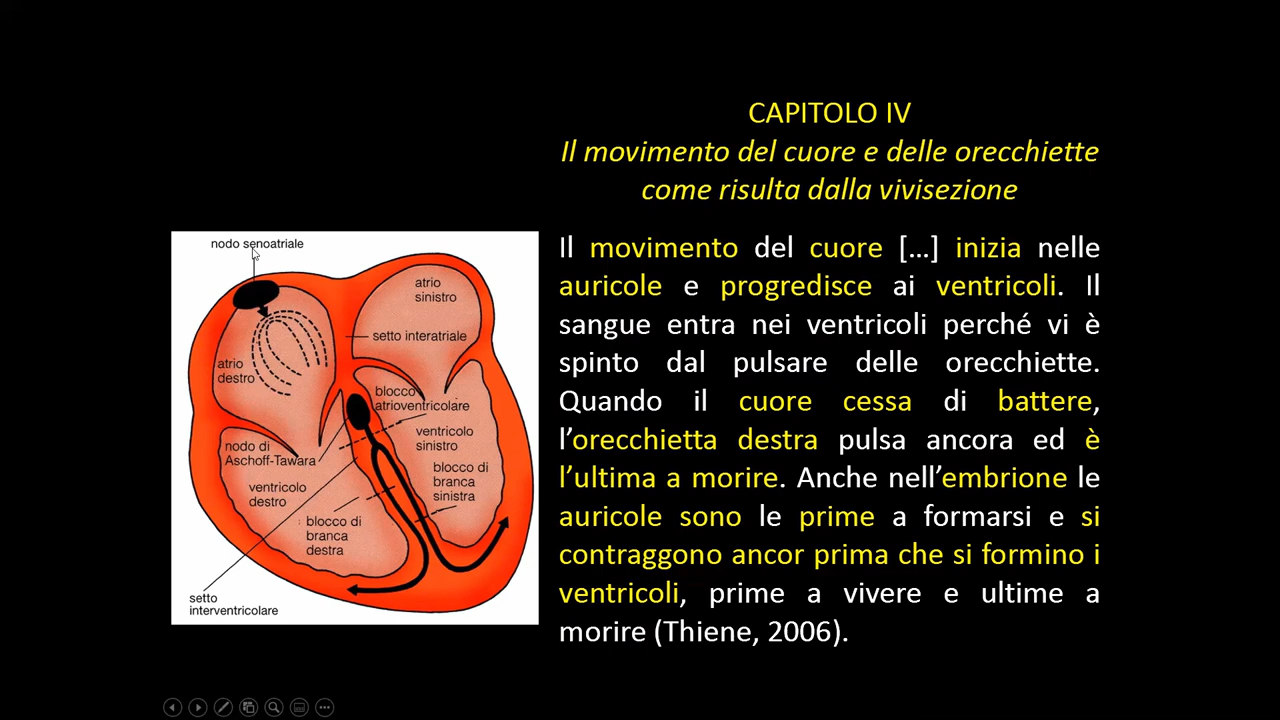 CAPITOLO IV
Il movimento del cuore e delle orecchiette
come risulta dalla vivisezione
Il movimento del cuore […] inizia nelle
auricole e progredisce ai ventricoli. Il
sangue entra nei ventricoli perché vi è
spinto dal pulsare delle orecchiette.
Quando il cuore cessa di battere,
l’orecchietta destra pulsa ancora ed è
l’ultima a morire. Anche nell’embrione le
auricole sono le prime a formarsi e si
contraggono ancor prima che si formino i
ventricoli, prime a vivere e ultime a
morire (Thiene, 2006).
nodo senoatriale
atrio
sinistro
setto interatriale
atrio
destro
blocco
atrioventricolare
ventricolo
sinistro
nodo di
Aschoff-Tawara
blocco di
branca
sinistra
ventricolo
destro
blocco di
branca
destra
setto
interventricolare